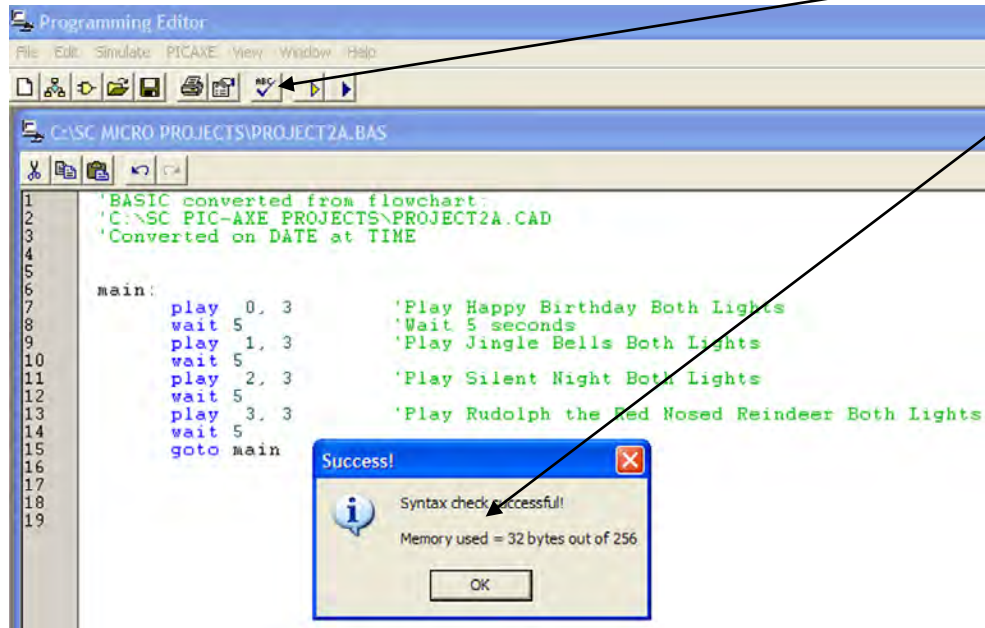 Programming Editor
File Edit Simulate PICAXE View Window Help
ABC
C:\SC MICRO PROJECTS\PROJECT2A.BAS
1 'BASIC converted from flowchart:
2 'C:\SC PIC-AXE PROJECTS\PROJECT2A.CAD
3 'Converted on DATE at TIME
4
5
6 main:
7 play 0, 3 'Play Happy Birthday Both Lights
8 wait 5 'Wait 5 seconds
9 play 1, 3 'Play Jingle Bells Both Lights
10 wait 5
11 play 2, 3 'Play Silent Night Both Lights
12 wait 5
13 play 3, 3 'Play Rudolph the Red Nosed Reindeer Both Lights
14 wait 5
15 goto main
16
17
18
19
Success!
Syntax check successful!
Memory used = 32 bytes out of 256
OK